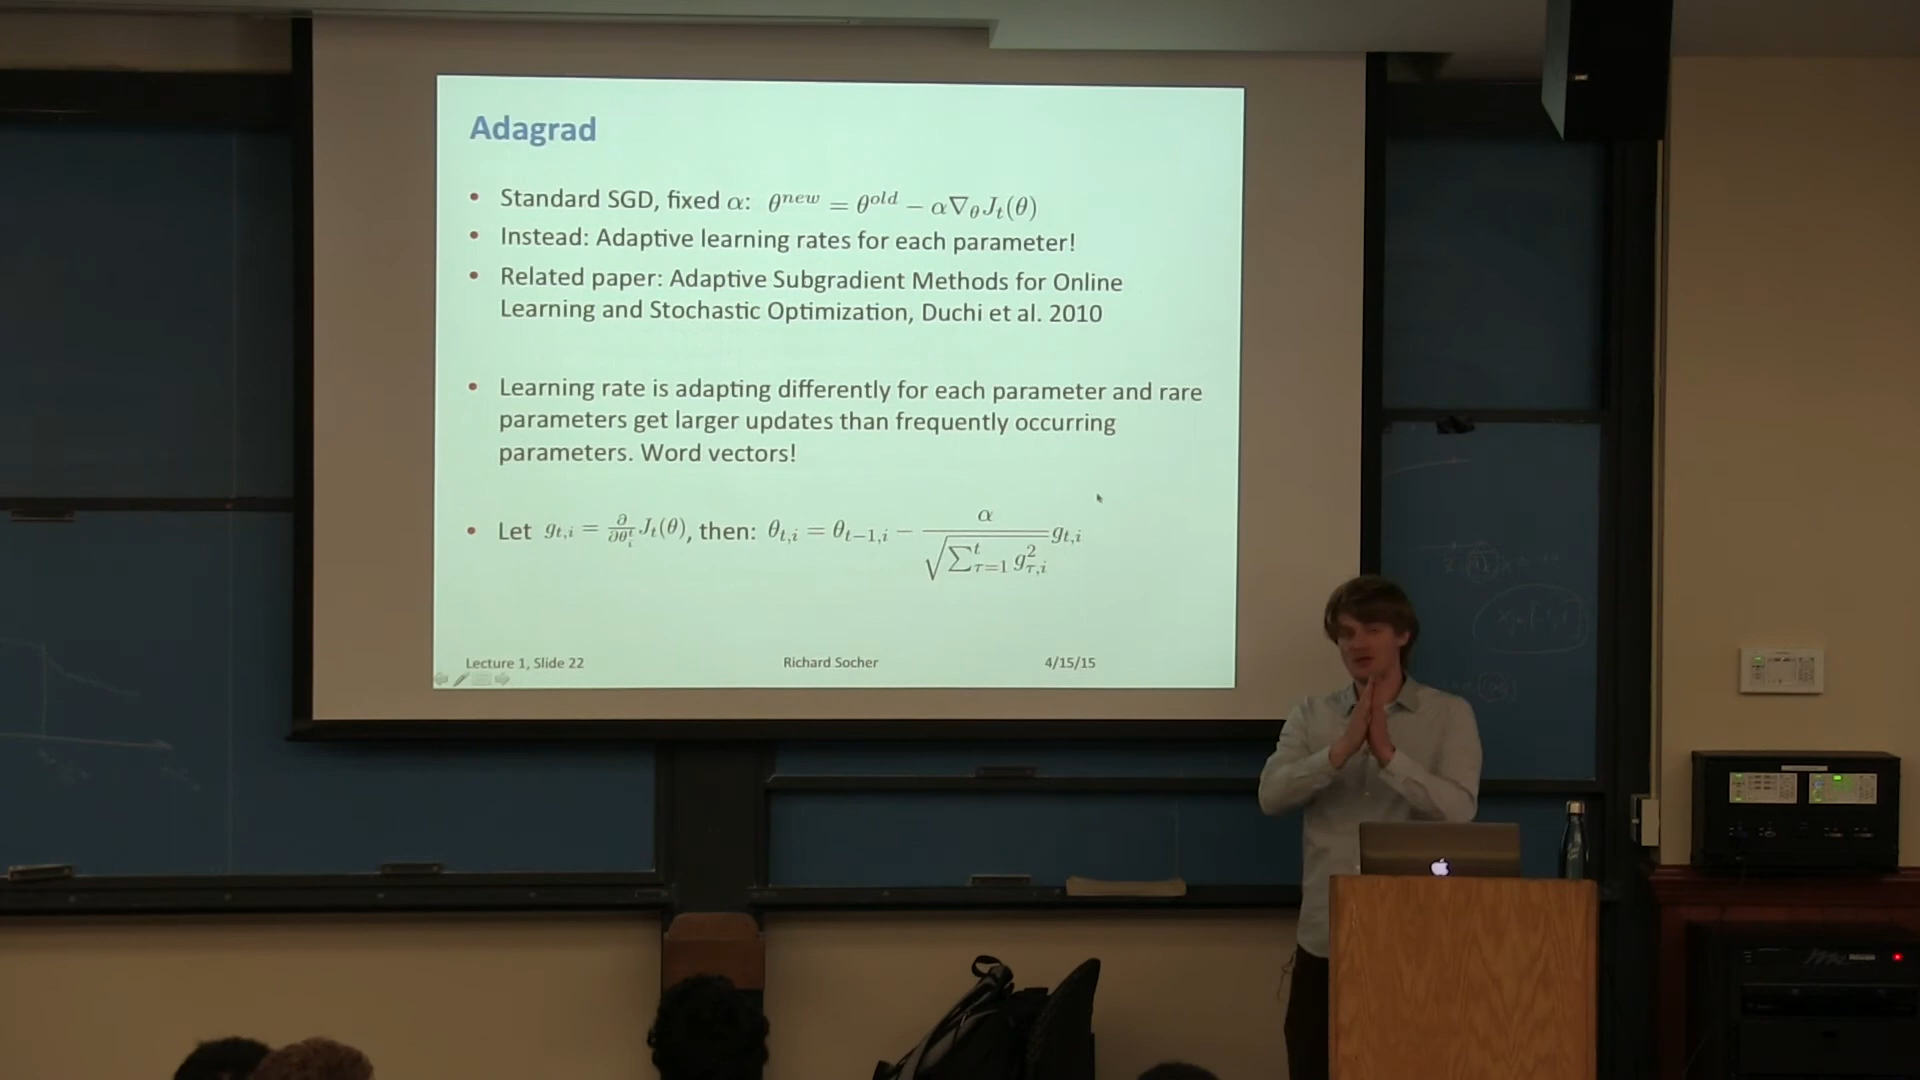 Adagrad
• Standard SGD, fixed α: θ^{new} = θ^{old} − α∇_θ J_t(θ)
• Instead: Adaptive learning rates for each parameter!
• Related paper: Adaptive Subgradient Methods for Online
Learning and Stochastic Optimization, Duchi et al. 2010
• Learning rate is adapting differently for each parameter and rare
parameters get larger updates than frequently occurring
parameters. Word vectors!
• Let g_{t,i} = \frac{∂}{∂θ_i^t} J_t(θ), then: θ_{t,i} = θ_{t−1,i} − \frac{α}{\sqrt{∑_{τ=1}^{t} g_{τ,i}^2}} g_{t,i}
Lecture 1, Slide 22 Richard Socher 4/15/15